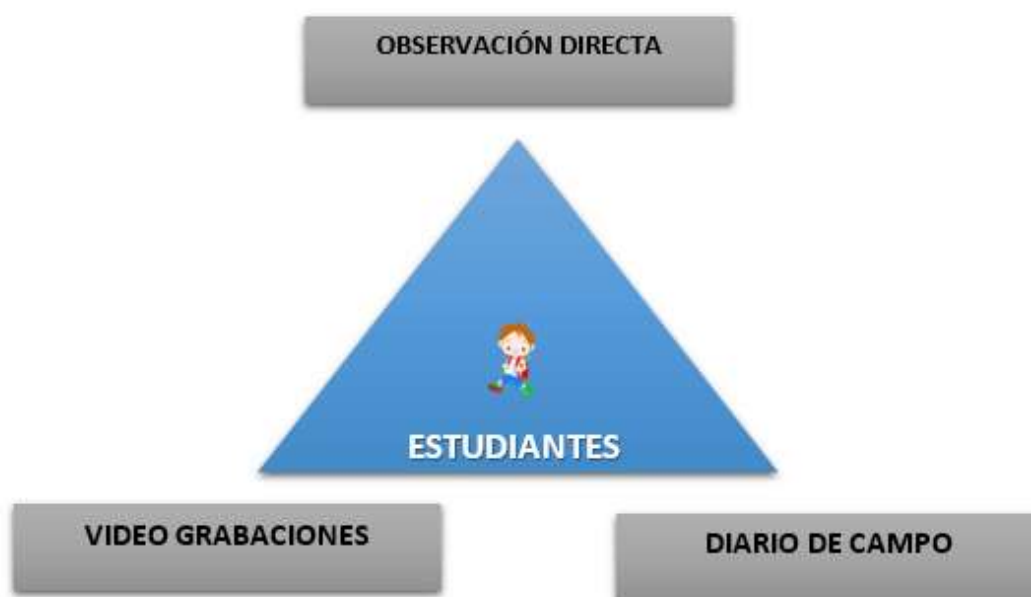 OBSERVACIÓN DIRECTA
ESTUDIANTES
VIDEO GRABACIONES
DIARIO DE CAMPO